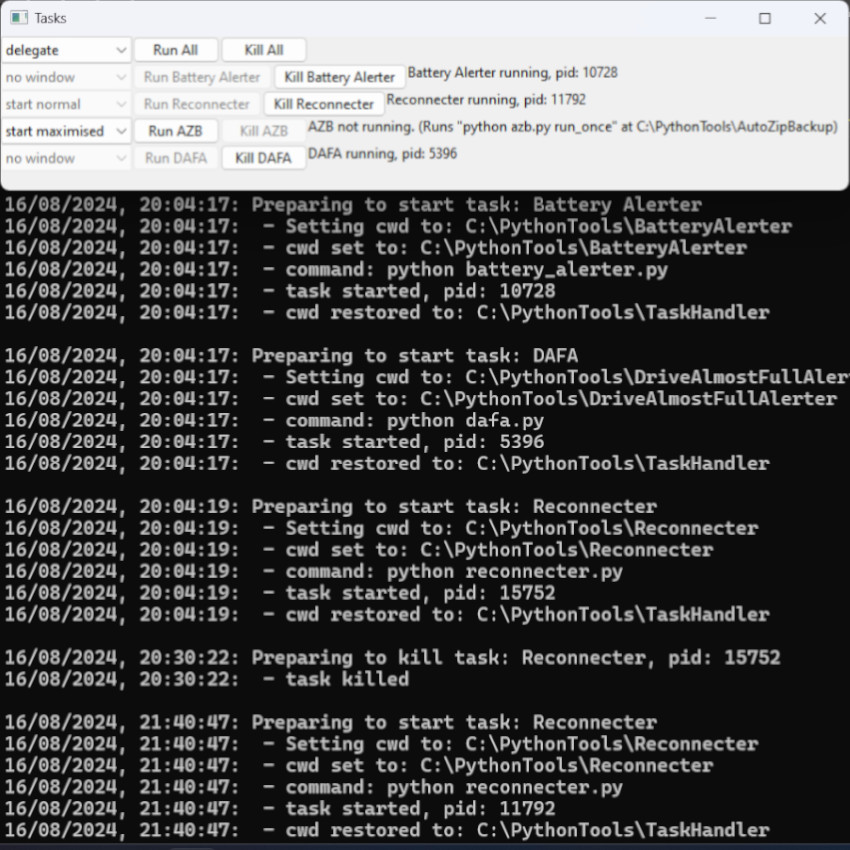 Tasks
delegate Run All Kill All
no window Run Battery Alerter Kill Battery Alerter Battery Alerter running, pid: 10728
start normal Run Reconnecter Kill Reconnecter Reconnecter running, pid: 11792
start maximised Run AZB Kill AZB AZB not running. (Runs "python azb.py run_once" at C:\PythonTools\AutoZipBackup)
no window Run DAFA Kill DAFA DAFA running, pid: 5396
16/08/2024, 20:04:17: Preparing to start task: Battery Alerter
16/08/2024, 20:04:17:  - Setting cwd to: C:\PythonTools\BatteryAlerter
16/08/2024, 20:04:17:  - cwd set to: C:\PythonTools\BatteryAlerter
16/08/2024, 20:04:17:  - command: python battery_alerter.py
16/08/2024, 20:04:17:  - task started, pid: 10728
16/08/2024, 20:04:17:  - cwd restored to: C:\PythonTools\TaskHandler
16/08/2024, 20:04:17: Preparing to start task: DAFA
16/08/2024, 20:04:17:  - Setting cwd to: C:\PythonTools\DriveAlmostFullAler
16/08/2024, 20:04:17:  - cwd set to: C:\PythonTools\DriveAlmostFullAlerter
16/08/2024, 20:04:17:  - command: python dafa.py
16/08/2024, 20:04:17:  - task started, pid: 5396
16/08/2024, 20:04:17:  - cwd restored to: C:\PythonTools\TaskHandler
16/08/2024, 20:04:19: Preparing to start task: Reconnecter
16/08/2024, 20:04:19:  - Setting cwd to: C:\PythonTools\Reconnecter
16/08/2024, 20:04:19:  - cwd set to: C:\PythonTools\Reconnecter
16/08/2024, 20:04:19:  - command: python reconnecter.py
16/08/2024, 20:04:19:  - task started, pid: 15752
16/08/2024, 20:04:19:  - cwd restored to: C:\PythonTools\TaskHandler
16/08/2024, 20:30:22: Preparing to kill task: Reconnecter, pid: 15752
16/08/2024, 20:30:22:  - task killed
16/08/2024, 21:40:47: Preparing to start task: Reconnecter
16/08/2024, 21:40:47:  - Setting cwd to: C:\PythonTools\Reconnecter
16/08/2024, 21:40:47:  - cwd set to: C:\PythonTools\Reconnecter
16/08/2024, 21:40:47:  - command: python reconnecter.py
16/08/2024, 21:40:47:  - task started, pid: 11792
16/08/2024, 21:40:47:  - cwd restored to: C:\PythonTools\TaskHandler